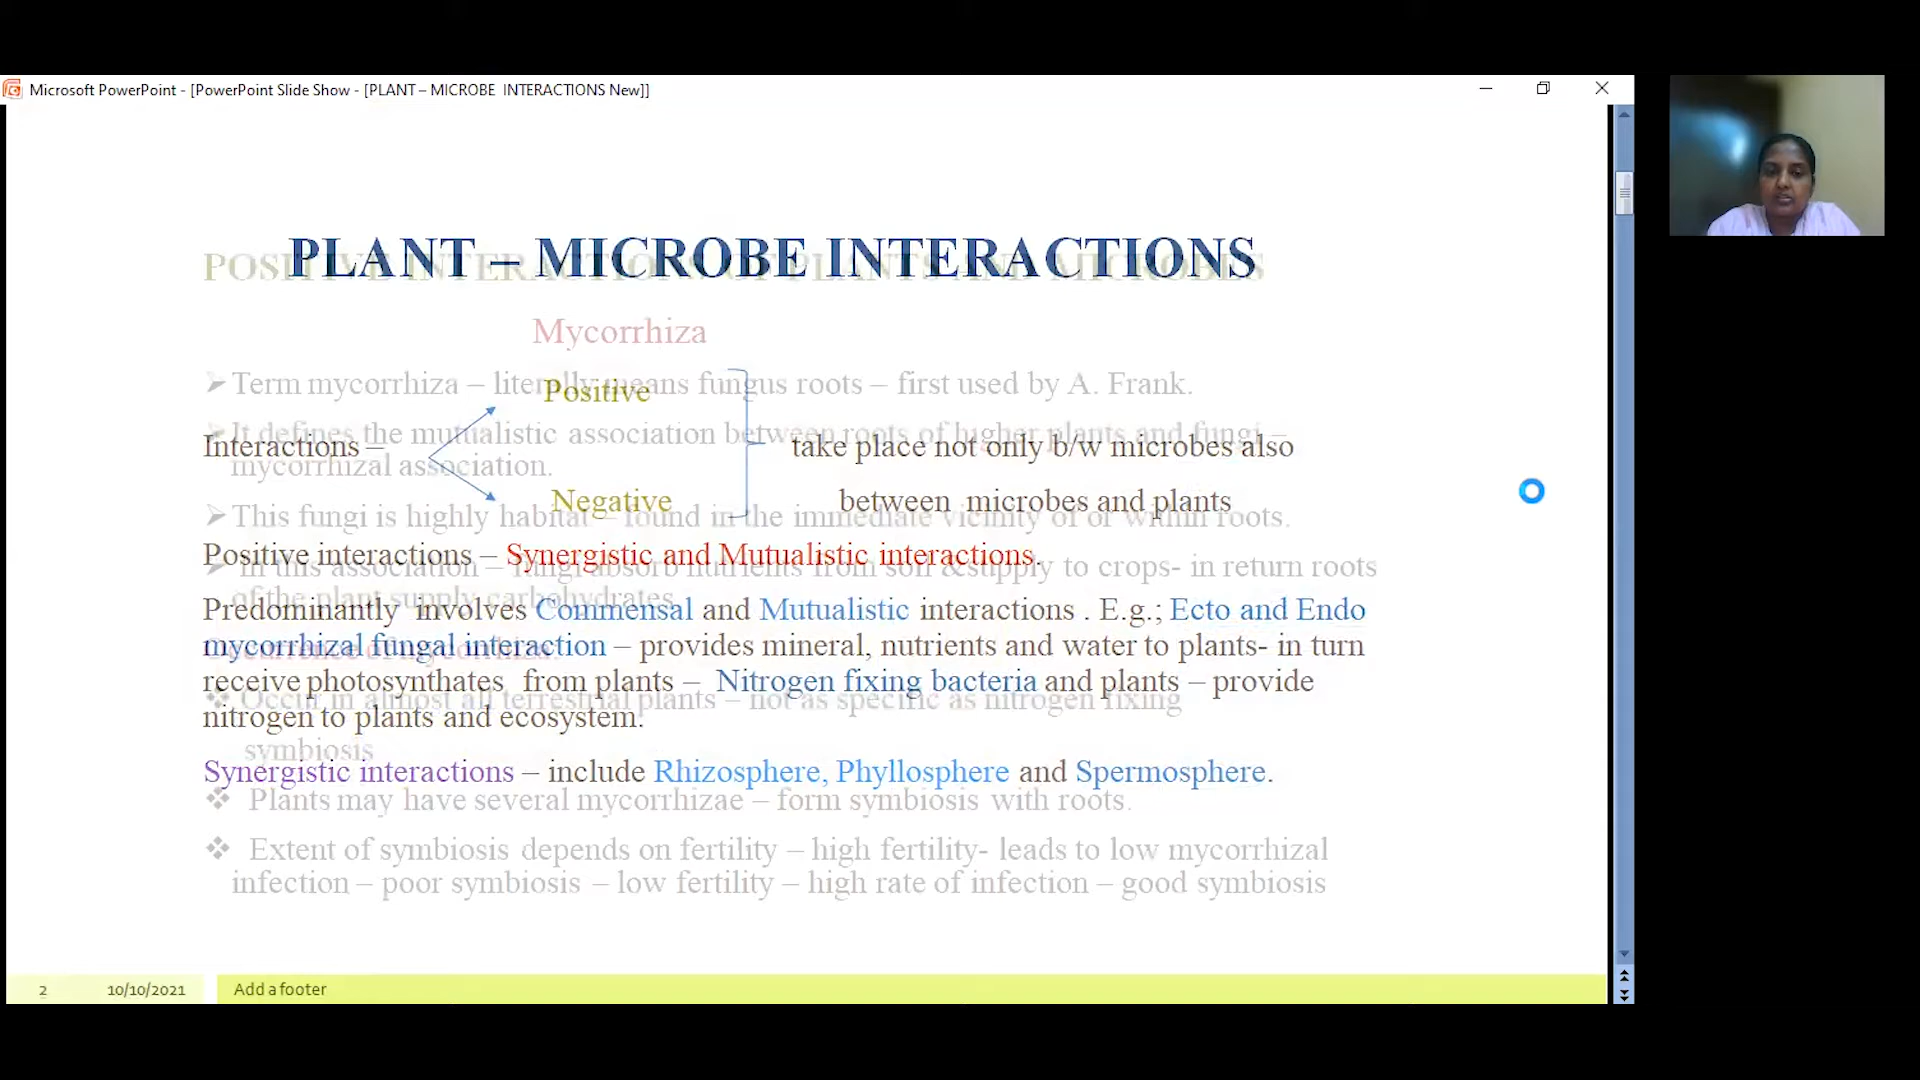 Microsoft PowerPoint - [PowerPoint Slide Show - [PLANT – MICROBE INTERACTIONS New]]
PLANT – MICROBE INTERACTIONS
POSITIVE INTERACTIONS OF PLANTS AND MICROBES
Mycorrhiza
Term mycorrhiza – literally means fungus roots – first used by A. Frank.
Positive
It defines the mutualistic association between roots of higher plants and fungi –
Interactions – take place not only b/w microbes also
mycorrhizal association.
Negative between microbes and plants
This fungi is highly habitat – found in the immediate vicinity of or within roots.
Positive interactions – Synergistic and Mutualistic interactions.
In this association – fungi absorb nutrients from soil &supply to crops- in return roots
of the plant supply carbohydrates
Predominantly involves Commensal and Mutualistic interactions . E.g.; Ecto and Endo
mycorrhizal fungal interaction – provides mineral, nutrients and water to plants- in turn
Occurrence of mycorrhiza:
receive photosynthates from plants – Nitrogen fixing bacteria and plants – provide
Occur in almost all terrestrial plants – not as specific as nitrogen fixing
nitrogen to plants and ecosystem.
symbiosis
Synergistic interactions – include Rhizosphere, Phyllosphere and Spermosphere.
Plants may have several mycorrhizae – form symbiosis with roots.
Extent of symbiosis depends on fertility – high fertility- leads to low mycorrhizal
infection – poor symbiosis – low fertility – high rate of infection – good symbiosis
2 10/10/2021 Add a footer